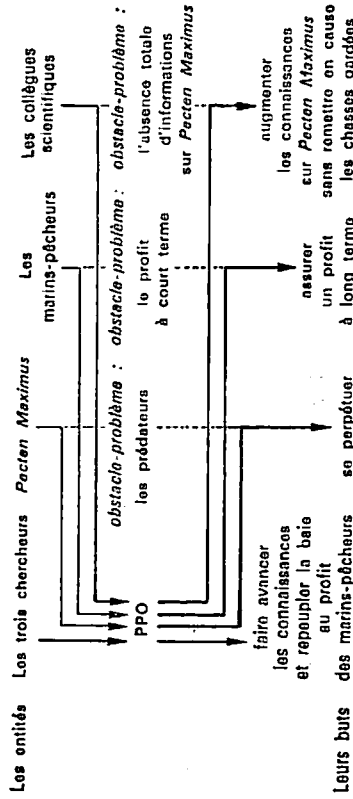 Les entités
Les trois chercheurs
Pecten Maximus
Les
marins-pêcheurs
Les collègues
scientifiques
PPO
obstacle-problème :
les prédateurs
obstacle-problème :
le profit
à court terme
obstacle-problème :
l'absence totale
d'informations
sur Pecten Maximus
Leurs buts
faire avancer
les connaissances
et repeupler la baie
au profit
des marins-pêcheurs
se perpétuer
assurer
un profit
à long terme
augmenter
les connaissances
sur Pecten Maximus
sans remettre en cause
les chasses gardées